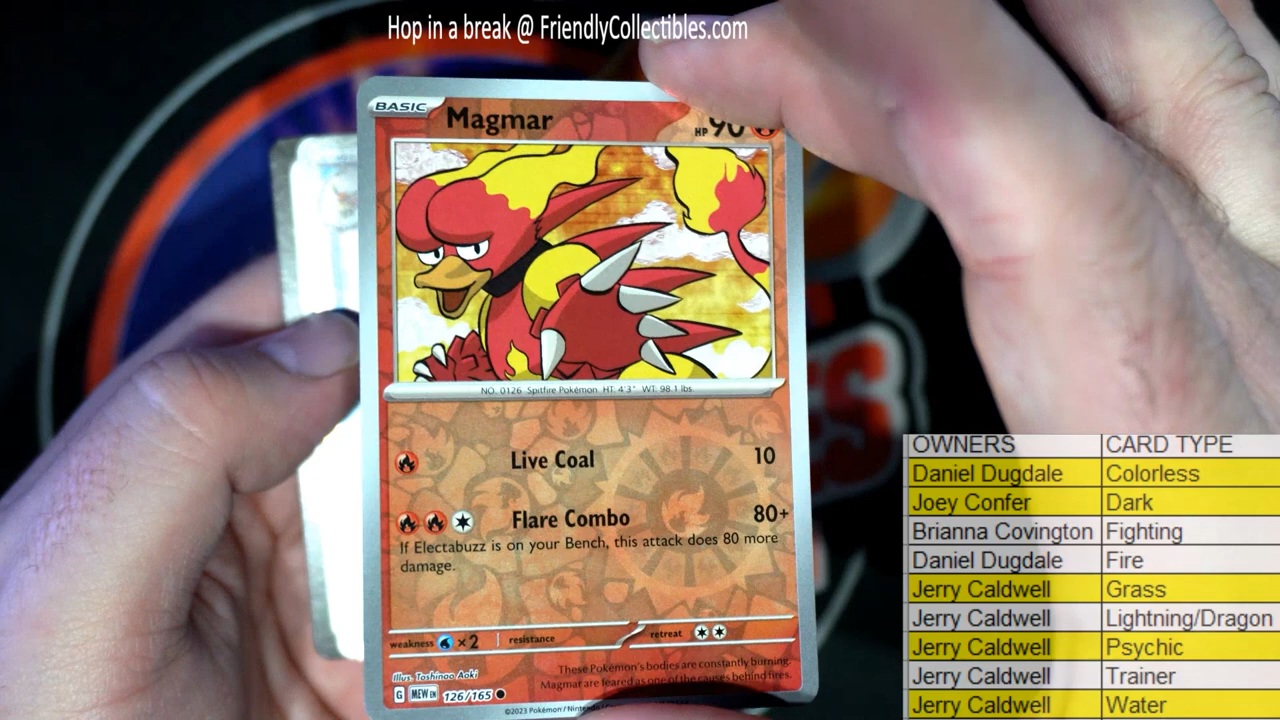 Hop in a break @ FriendlyCollectibles.com
BASIC Magmar HP 90
NO. 0126 Spitfire Pokémon HT: 4'3" WT: 98.1 lbs.
Live Coal 10
Flare Combo 80+
If Electabuzz is on your Bench, this attack does 80 more
damage.
weakness ×2 resistance retreat
Illus. Toshinao Aoki
These Pokémon's bodies are constantly burning.
Magmar are feared as one of the causes behind fires.
G MEW EN 126/165
©2023 Pokémon / Nintendo
OWNERS CARD TYPE
Daniel Dugdale Colorless
Joey Confer Dark
Brianna Covington Fighting
Daniel Dugdale Fire
Jerry Caldwell Grass
Jerry Caldwell Lightning/Dragon
Jerry Caldwell Psychic
Jerry Caldwell Trainer
Jerry Caldwell Water